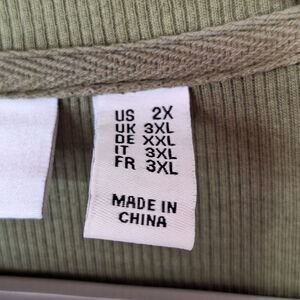 US 2X
UK 3XL
DE XXL
IT 3XL
FR 3XL
MADE IN
CHINA